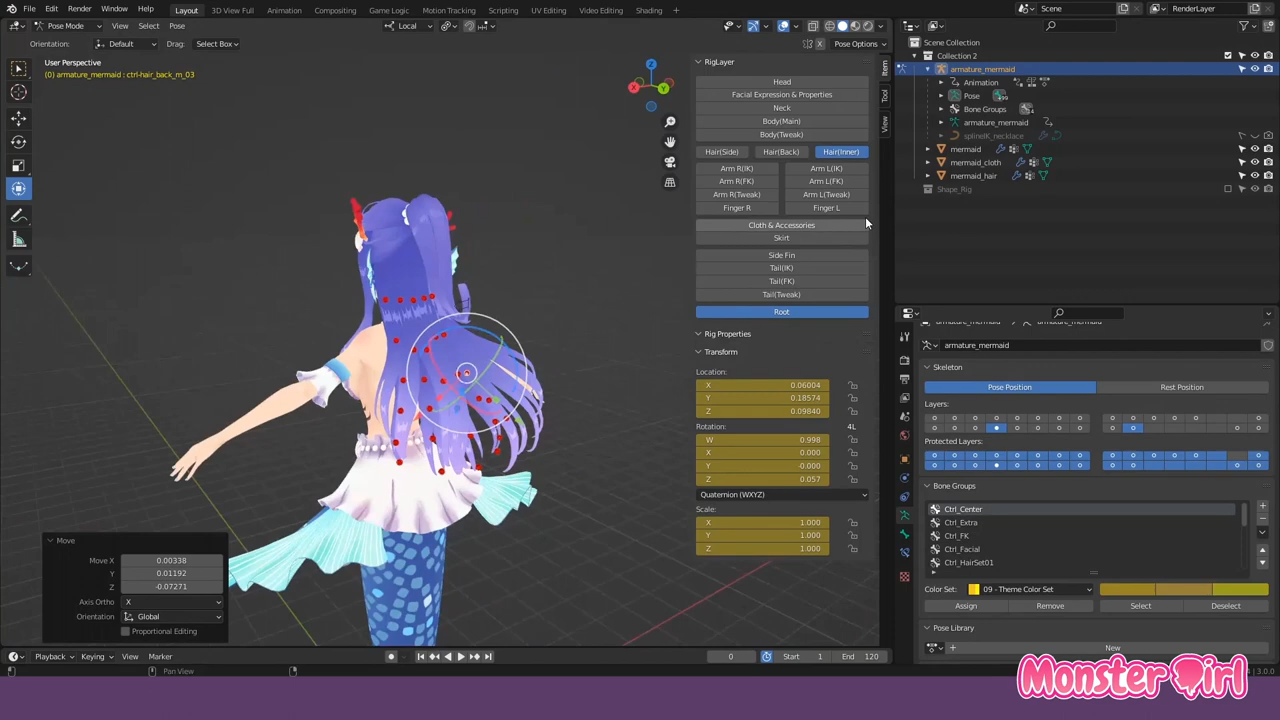 File Edit Render Window Help Layout 3D View Full Animation Compositing Game Logic Motion Tracking Scripting UV Editing Video Editing Shading Scene RenderLayer
Pose Mode View Select Pose Local
Orientation: Default Drag: Select Box X Pose Options
User Perspective
(0) armature_mermaid : ctrl-hair_back_m_03
Z
X
Y
Item
Tool
View
RigLayer
Head
Facial Expression & Properties
Neck
Body(Main)
Body(Tweak)
Hair(Side) Hair(Back) Hair(Inner)
Arm R(IK) Arm L(IK)
Arm R(FK) Arm L(FK)
Arm R(Tweak) Arm L(Tweak)
Finger R Finger L
Cloth & Accessories
Skirt
Side Fin
Tail(IK)
Tail(FK)
Tail(Tweak)
Root
Rig Properties
Transform
Location:
X 0.06004
Y 0.18574
Z 0.09840
Rotation: 4L
W 0.998
X 0.000
Y -0.000
Z 0.057
Quaternion (WXYZ)
Scale:
X 1.000
Y 1.000
Z 1.000
Move
Move X 0.00338
Y 0.01192
Z -0.07271
Axis Ortho X
Orientation Global
Proportional Editing
Scene Collection
Collection 2
armature_mermaid
Animation
Pose
Bone Groups
armature_mermaid
splineIK_necklace
mermaid
mermaid_cloth
mermaid_hair
Shape_Rig
armature_mermaid
Skeleton
Pose Position Rest Position
Layers:
Protected Layers:
Bone Groups
Ctrl_Center
Ctrl_Extra
Ctrl_FK
Ctrl_Facial
Ctrl_HairSet01
Color Set: 09 - Theme Color Set
Assign Remove Select Deselect
Pose Library
New
Playback Keying View Marker 0 Start 1 End 120
Pan View
3.0.0
Monster Girl